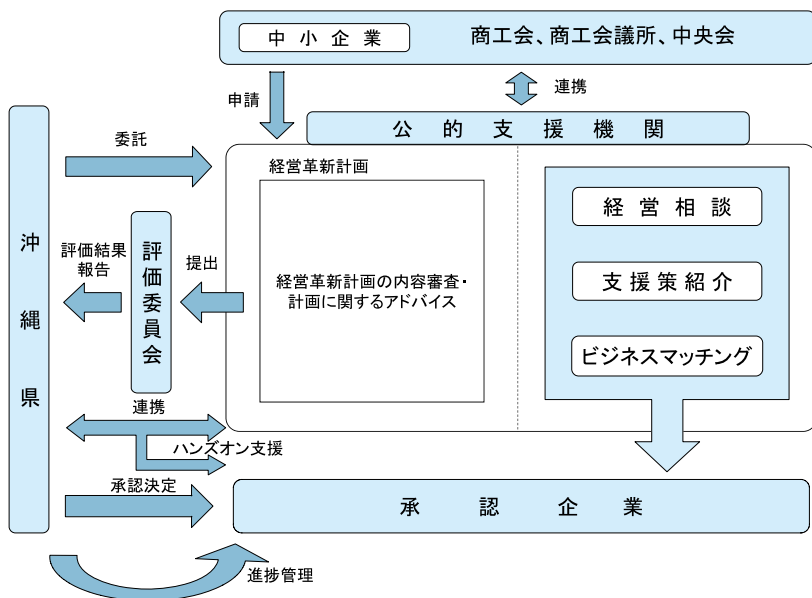 中小企業
商工会、商工会議所、中央会
申請
連携
公的支援機関
委託
経営革新計画
経営革新計画の内容審査・
計画に関するアドバイス
経営相談
支援策紹介
ビジネスマッチング
沖縄県
評価結果
報告
評価委員会
提出
連携
ハンズオン支援
承認決定
承認企業
進捗管理